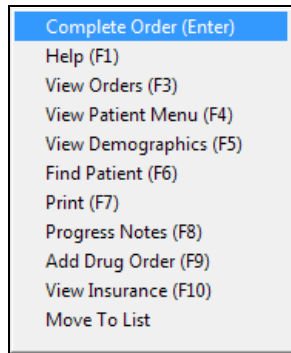 Complete Order (Enter)
Help (F1)
View Orders (F3)
View Patient Menu (F4)
View Demographics (F5)
Find Patient (F6)
Print (F7)
Progress Notes (F8)
Add Drug Order (F9)
View Insurance (F10)
Move To List